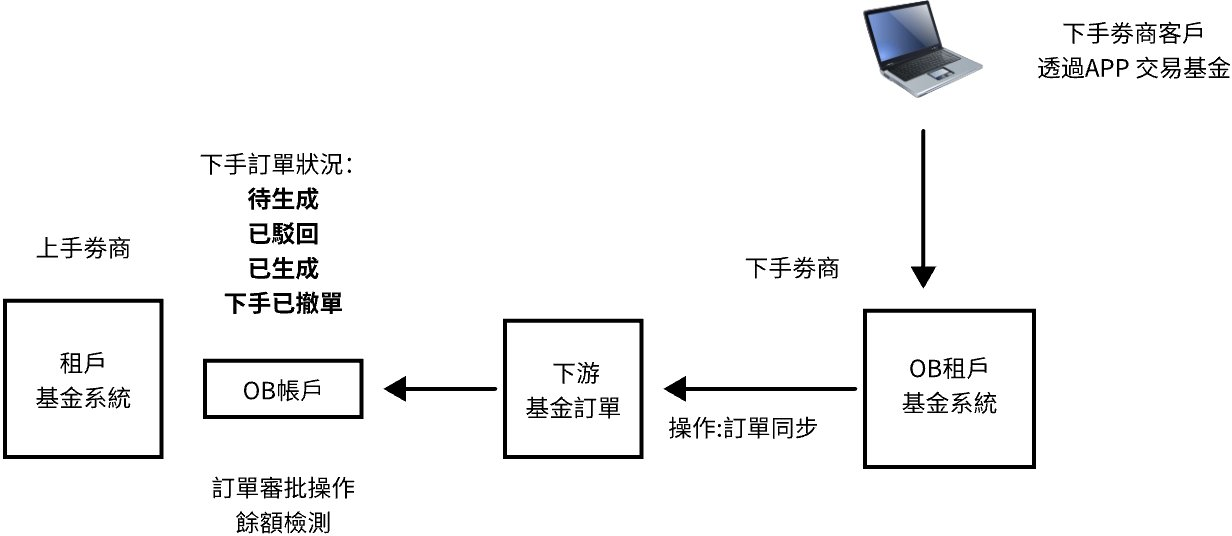 下手券商客戶
透過APP 交易基金
下手訂單狀況：
待生成
已駁回
已生成
下手已撤單
上手券商
下手券商
租戶
基金系統
OB帳戶
下游
基金訂單
OB租戶
基金系統
操作:訂單同步
訂單審批操作
餘額檢測